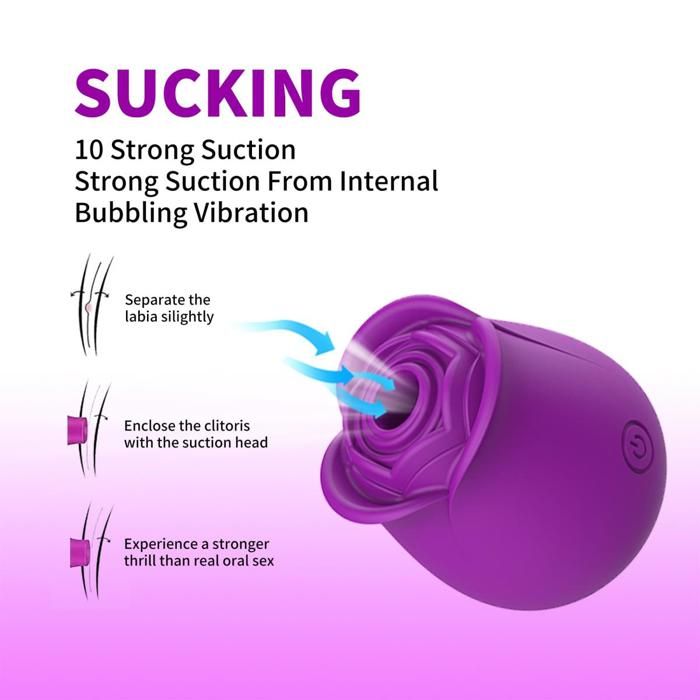 SUCKING
10 Strong Suction
Strong Suction From Internal
Bubbling Vibration
Separate the
labia silightly
Enclose the clitoris
with the suction head
Experience a stronger
thrill than real oral sex